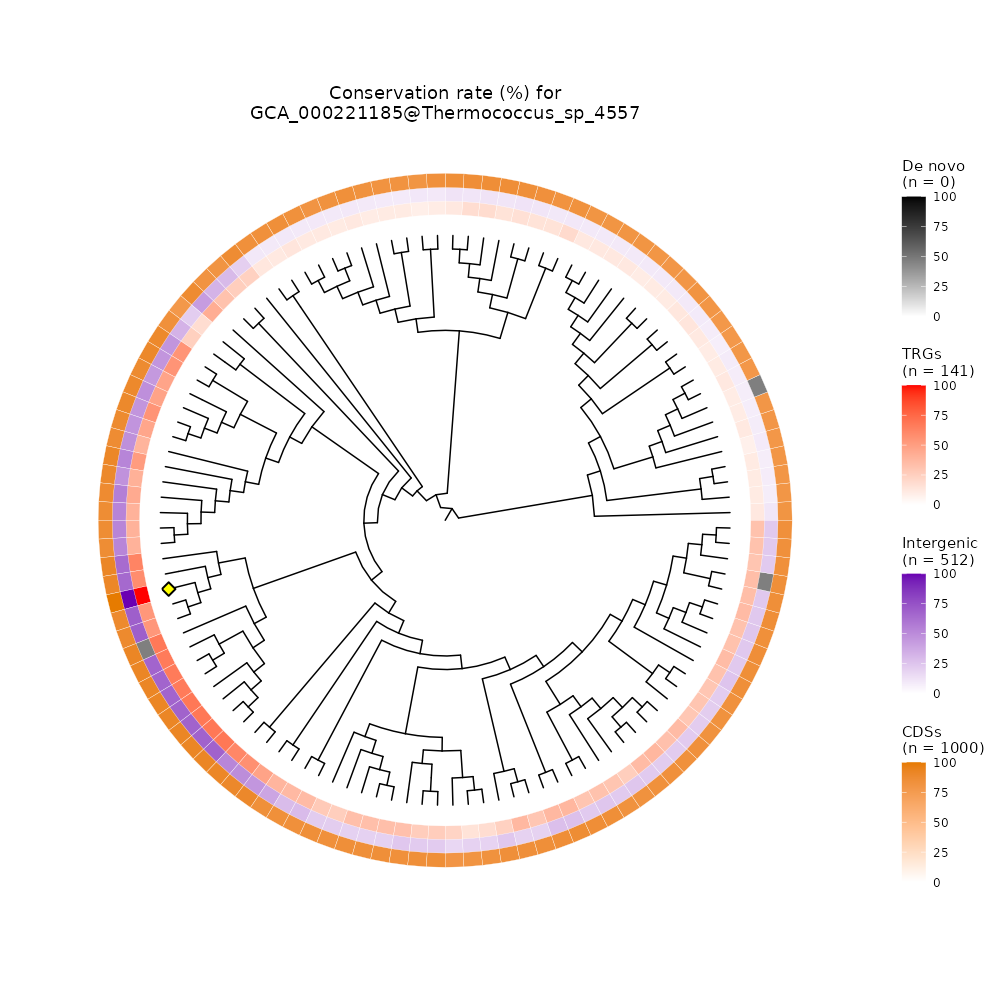 Conservation rate (%) for
GCA_000221185@Thermococcus_sp_4557
De novo
(n = 0)
100
75
50
25
0
TRGs
(n = 141)
100
75
50
25
0
Intergenic
(n = 512)
100
75
50
25
0
CDSs
(n = 1000)
100
75
50
25
0